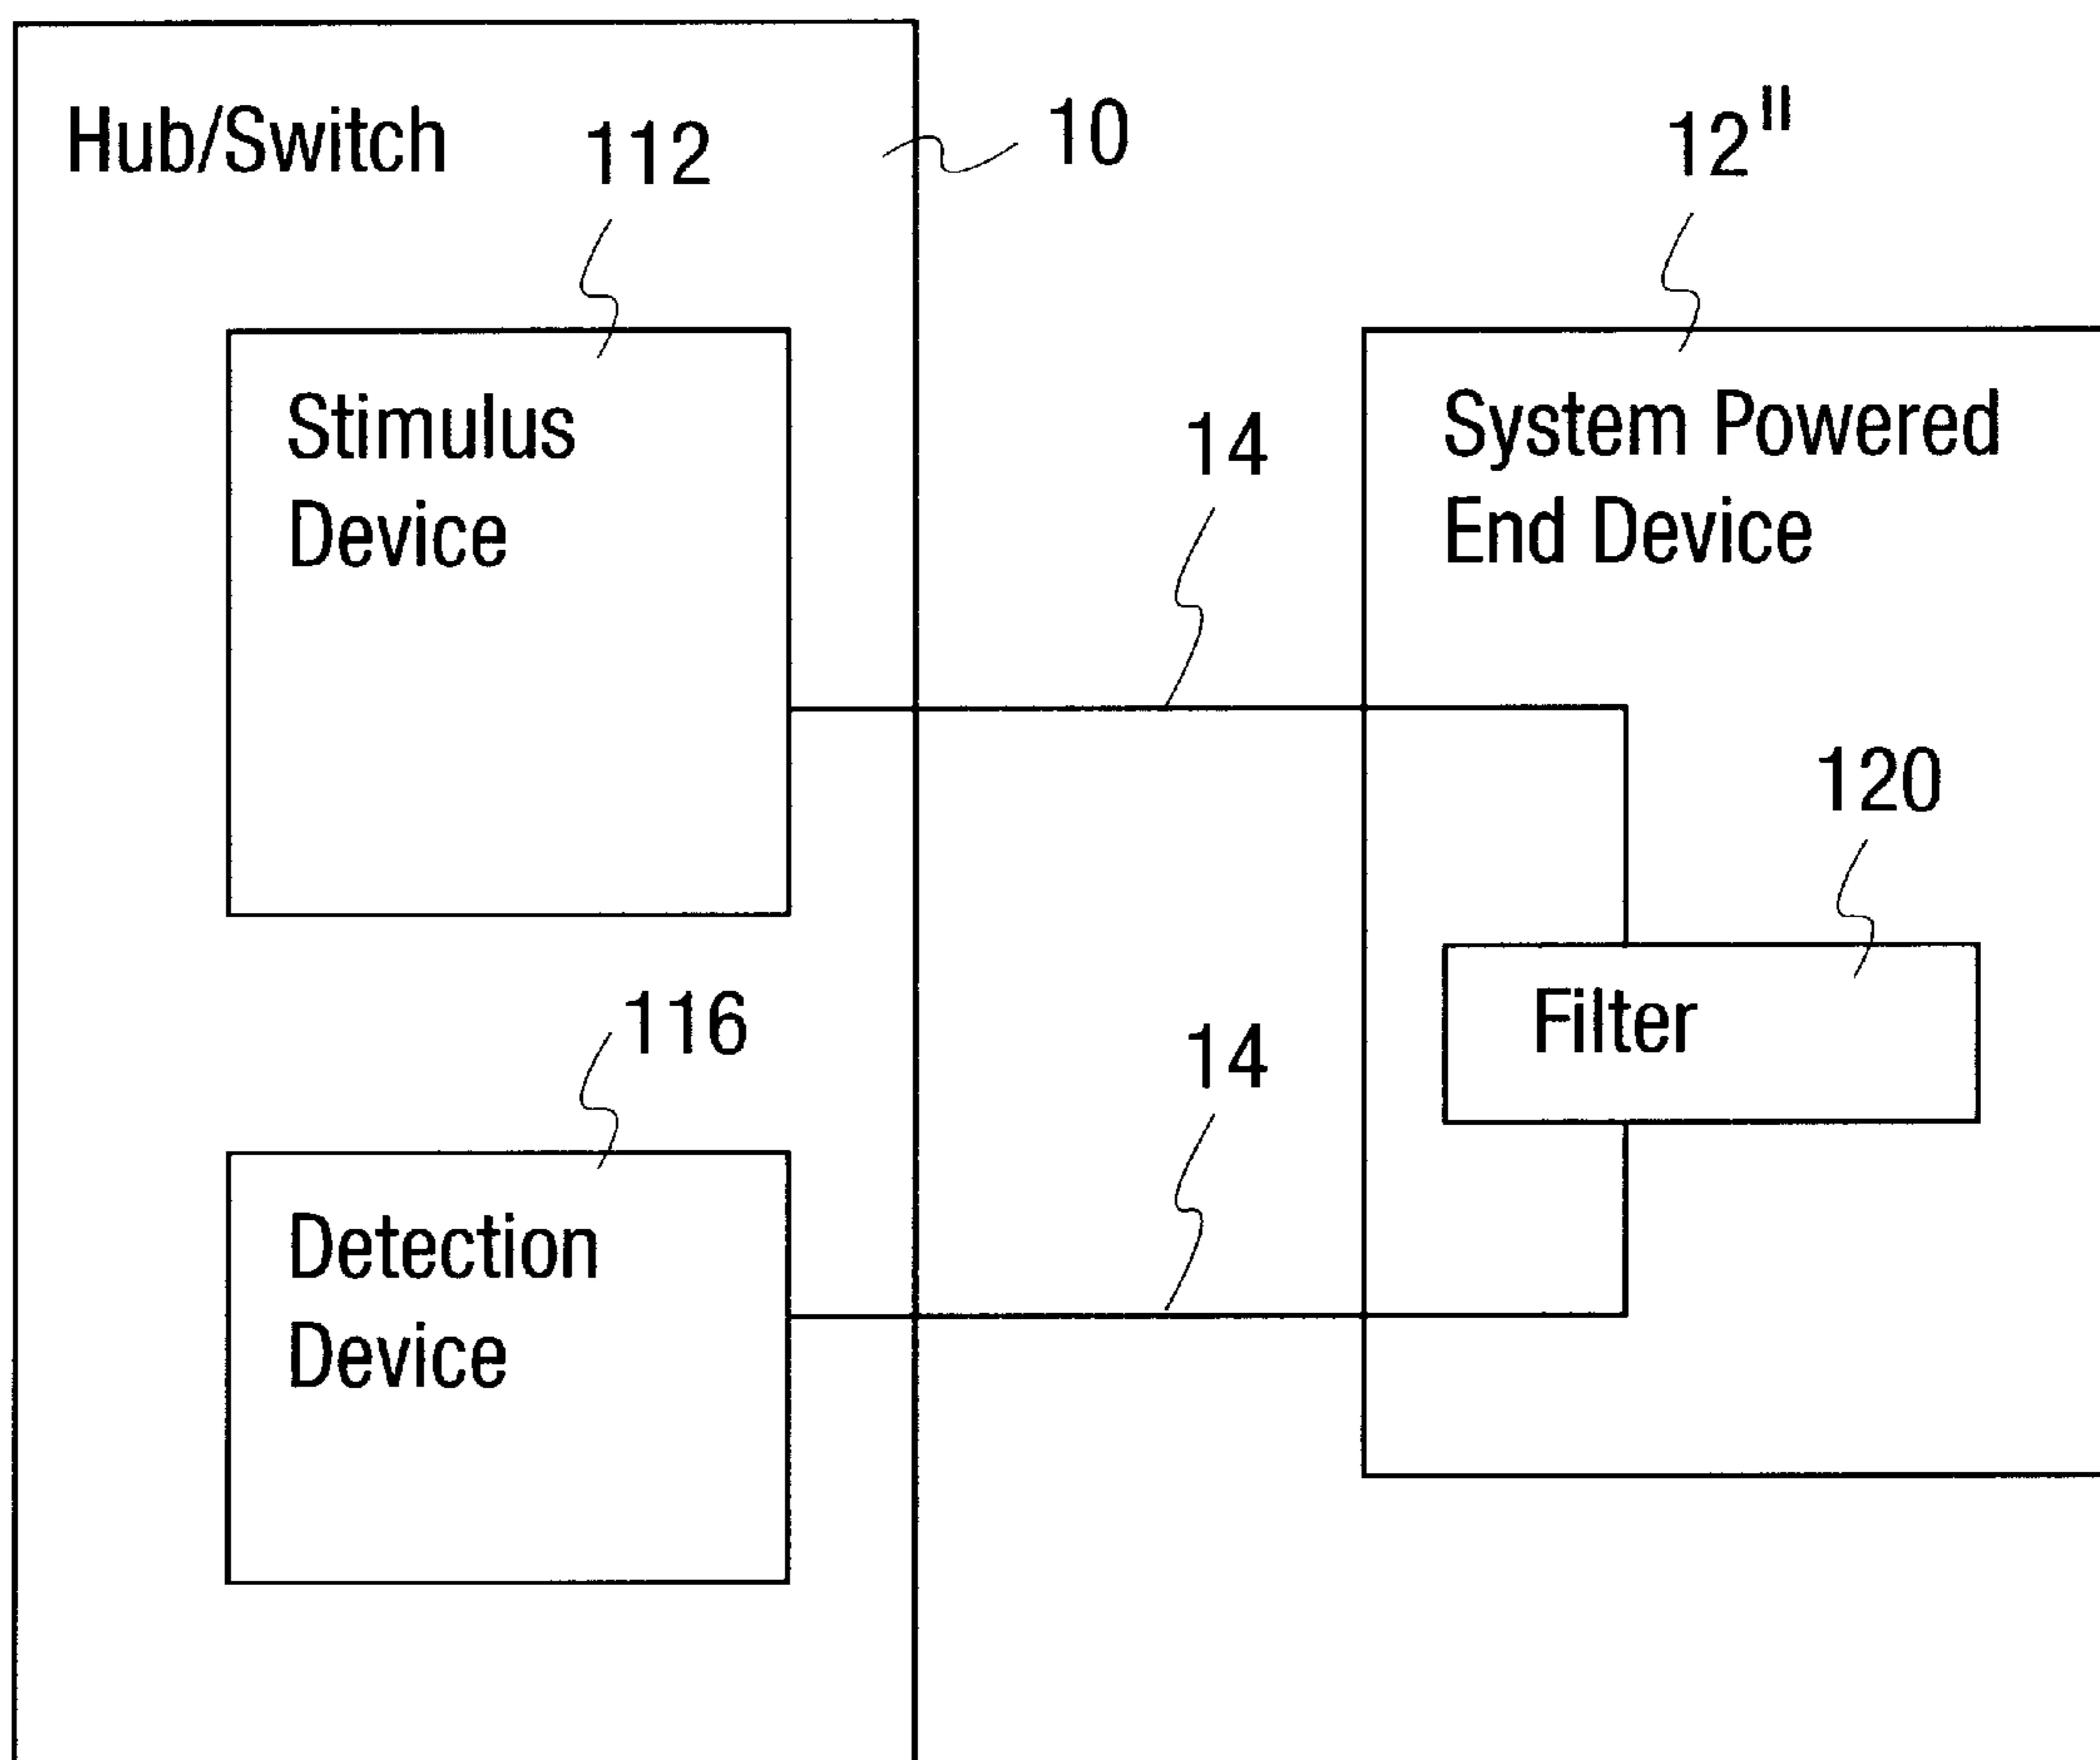 Hub/Switch
112
10
12"
Stimulus
Device
14
System Powered
End Device
120
Filter
116
14
Detection
Device